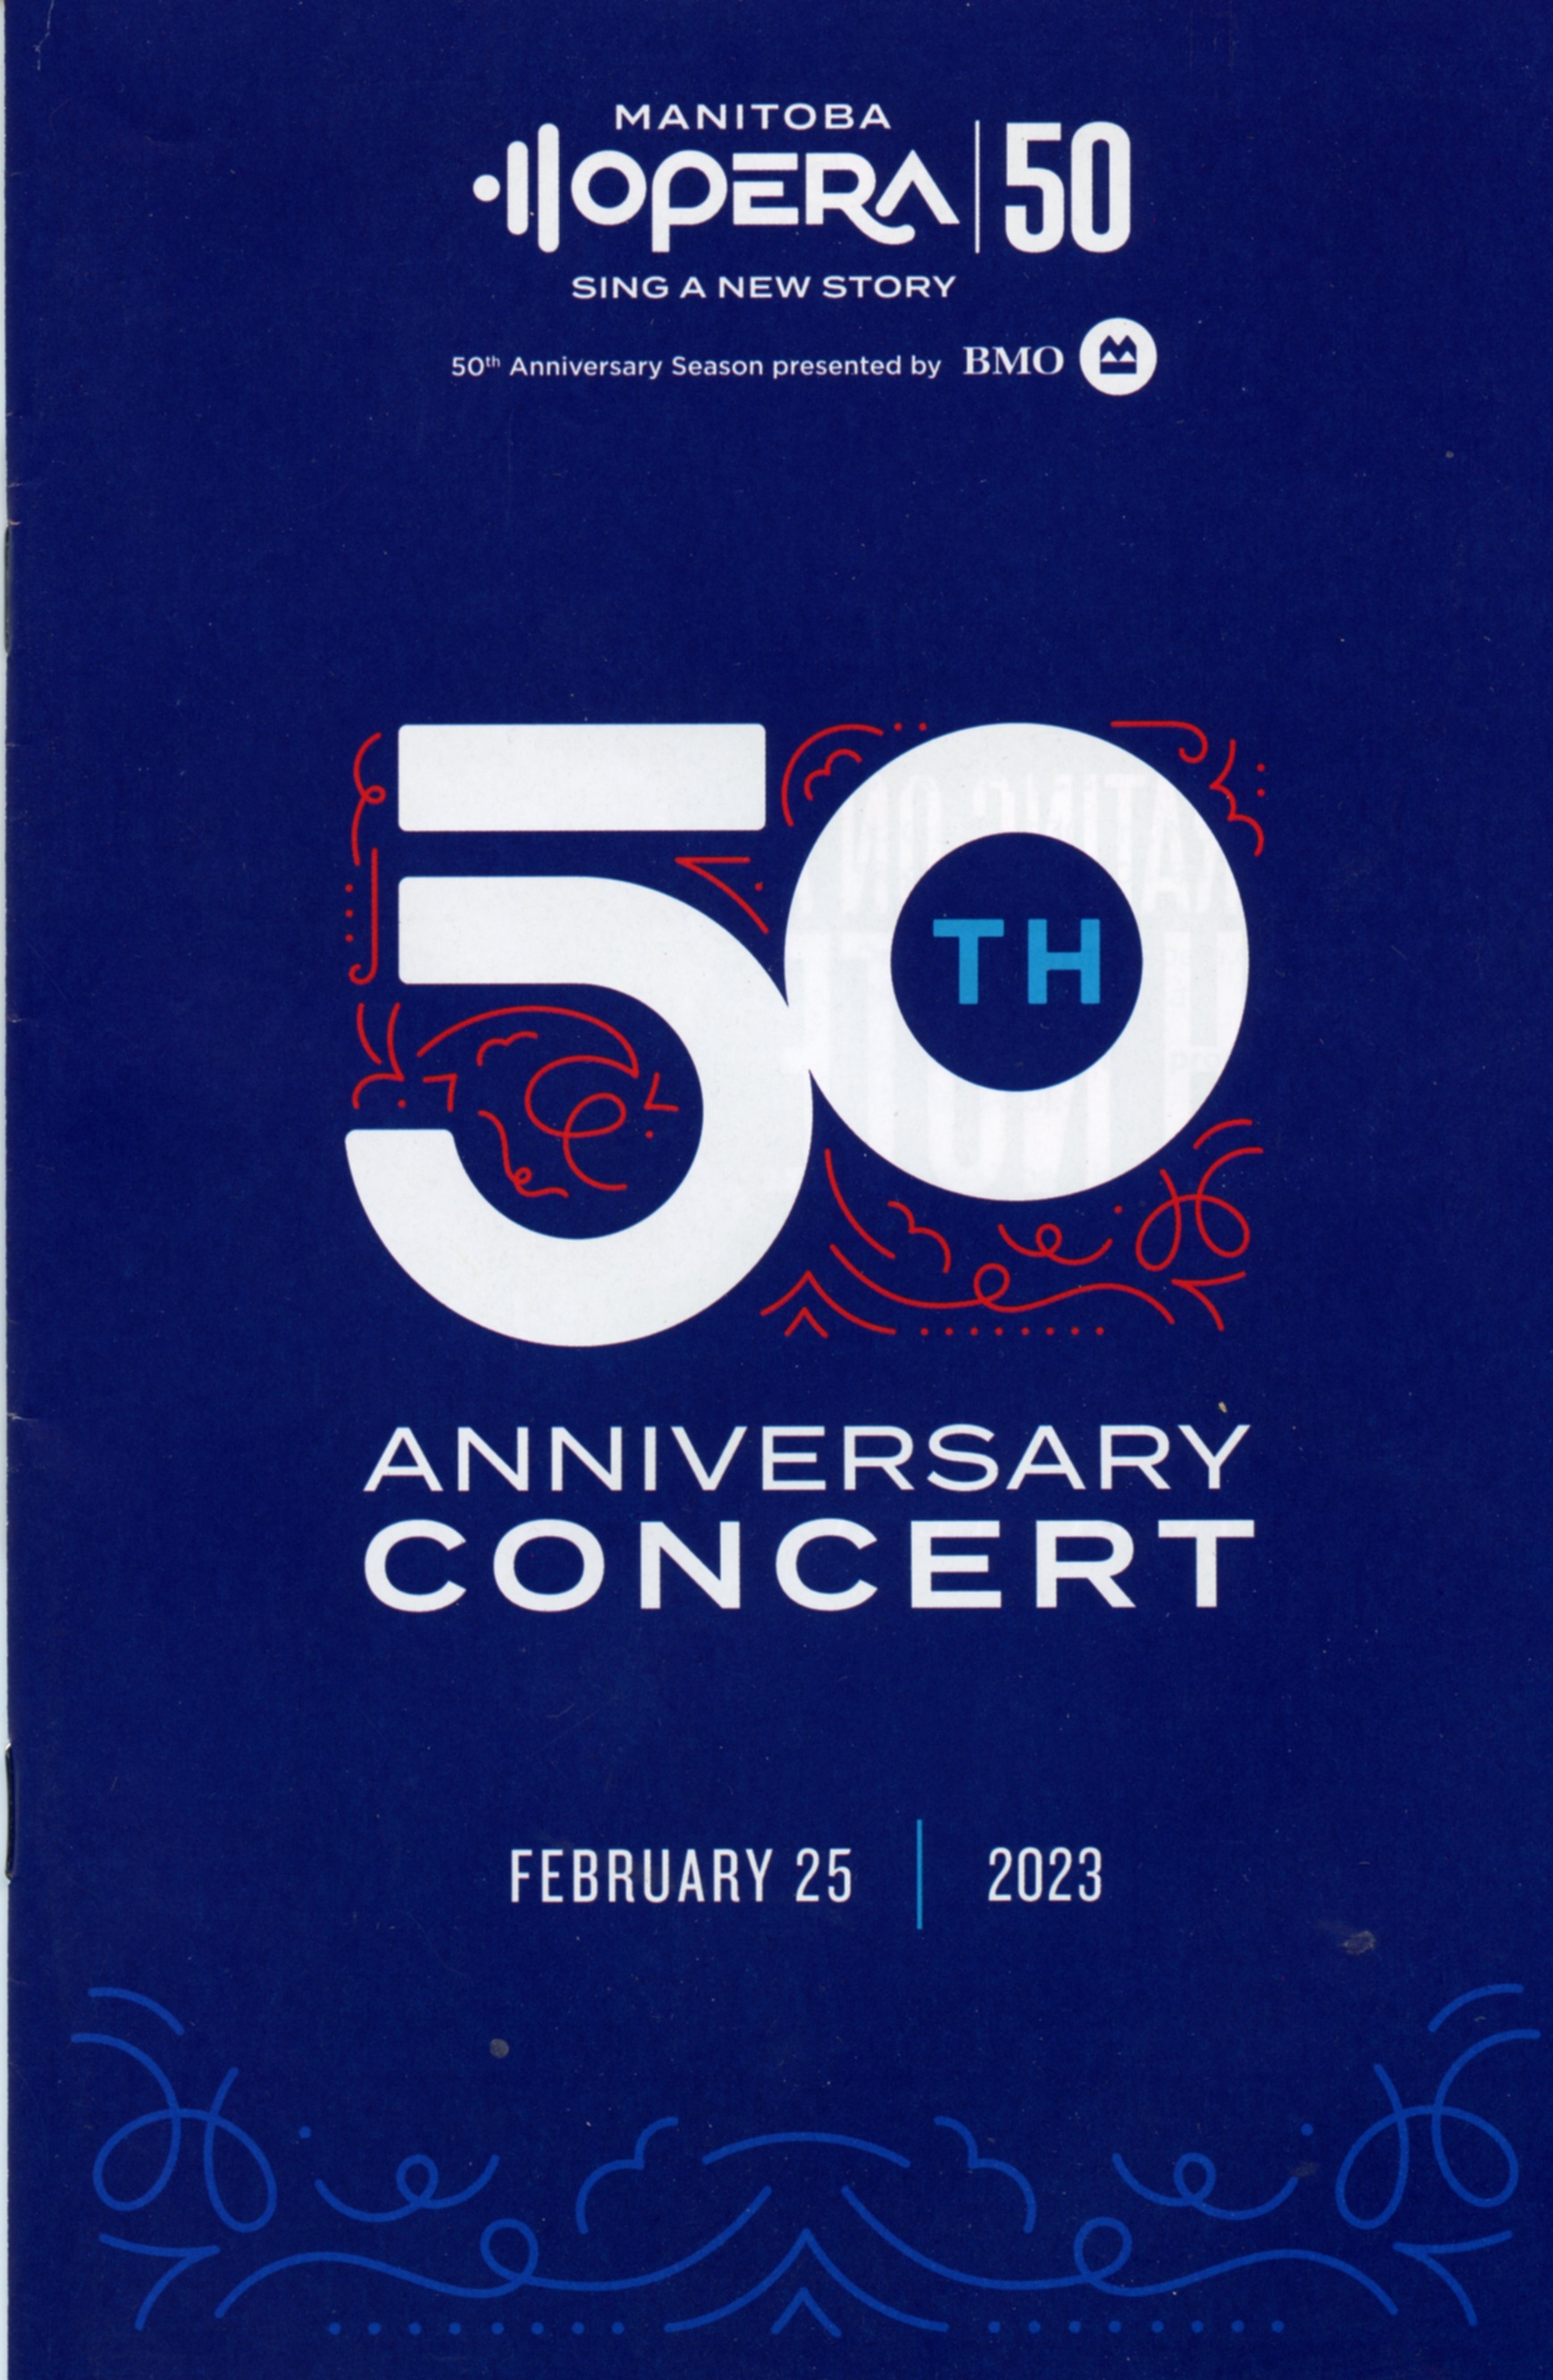 MANITOBA
OPERA | 50
SING A NEW STORY
50th Anniversary Season presented by BMO
50
TH
ANNIVERSARY
CONCERT
FEBRUARY 25 | 2023